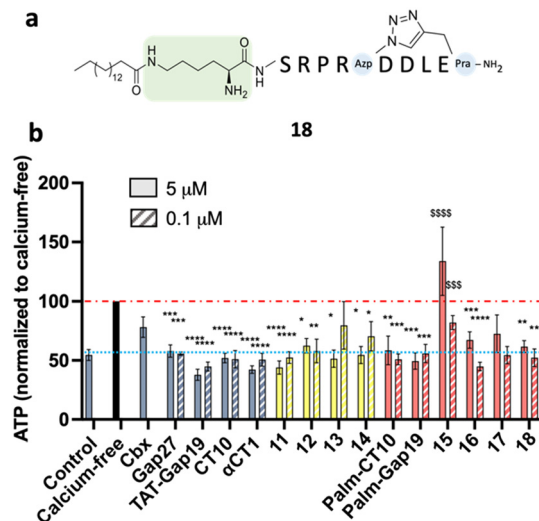 a
N=N
N
H
N
O
12
O
NH₂
N
H
S R P R Azp D D L E Pra -NH₂
18
b
ATP (normalized to calcium-free)
200
150
100
50
0
5 μM
0.1 μM
$$$$
$$$
Control
Calcium-free
Cbx
Gap27
TAT-Gap19
CT10
αCT1
11
12
13
14
Palm-CT10
Palm-Gap19
15
16
17
18